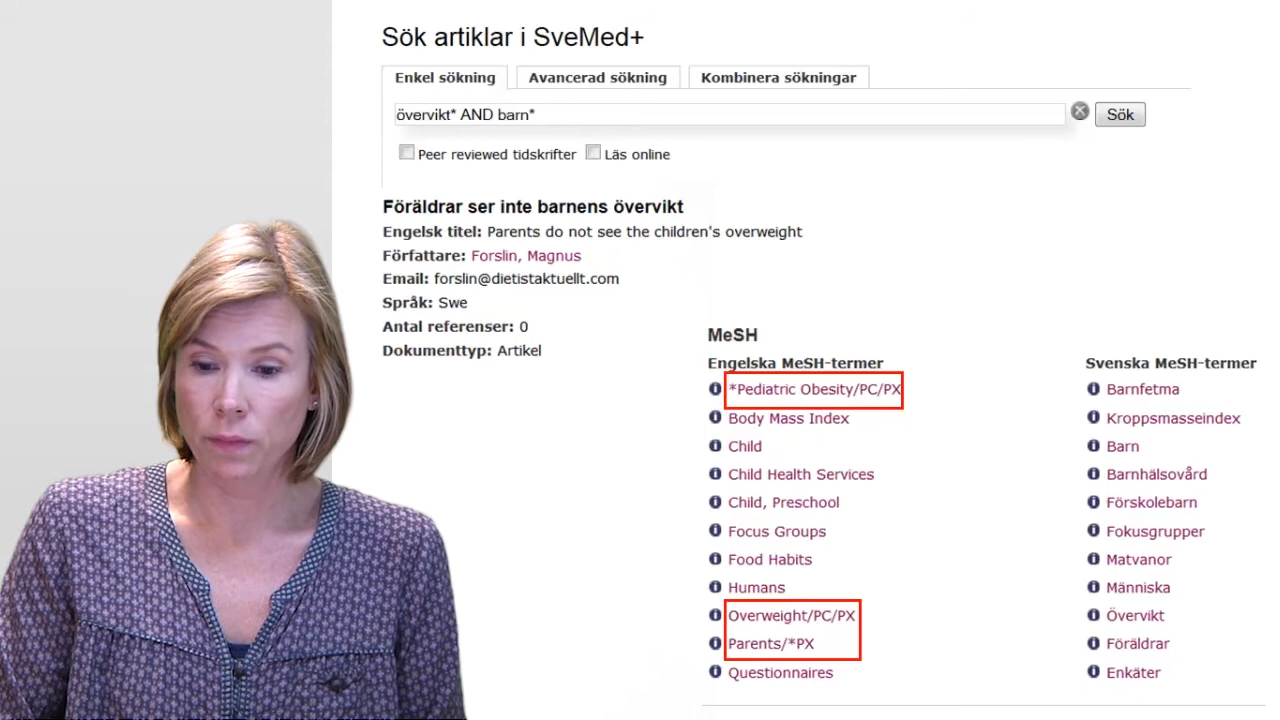 Sök artiklar i SveMed+
Enkel sökning Avancerad sökning Kombinera sökningar
övervikt* AND barn*
Sök
Peer reviewed tidskrifter Läs online
Föräldrar ser inte barnens övervikt
Engelsk titel: Parents do not see the children's overweight
Författare: Forslin, Magnus
Email: forslin@dietistaktuellt.com
Språk: Swe
Antal referenser: 0
Dokumenttyp: Artikel
MeSH
Engelska MeSH-termer Svenska MeSH-termer
*Pediatric Obesity/PC/PX Barnfetma
Body Mass Index Kroppsmasseindex
Child Barn
Child Health Services Barnhälsovård
Child, Preschool Förskolebarn
Focus Groups Fokusgrupper
Food Habits Matvanor
Humans Människa
Overweight/PC/PX Övervikt
Parents/*PX Föräldrar
Questionnaires Enkäter